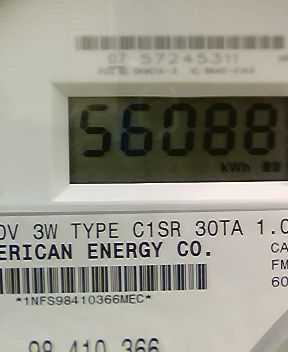 07 57245311
56088
kWh
0V 3W TYPE C1SR 30TA 1.0
ERICAN ENERGY CO.
CA
FM
60
*1NFS98410366MEC*
98 410 366